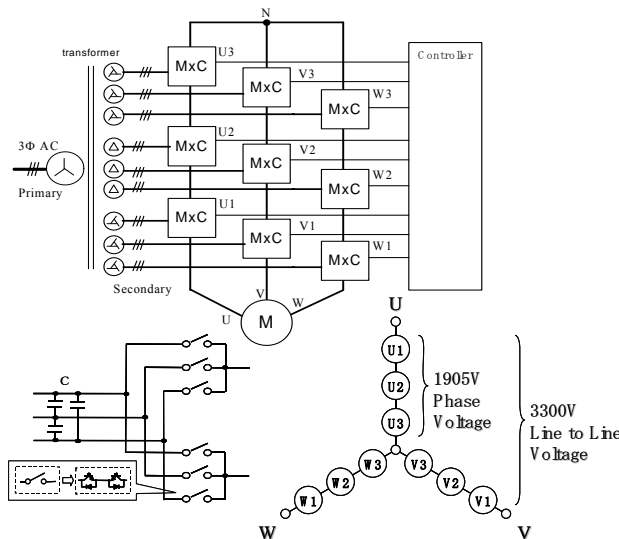 N
transformer
U3
Controller
MxC
V3
MxC
W3
MxC
3Φ AC
Primary
U2
MxC
V2
MxC
W2
MxC
U1
MxC
V1
MxC
W1
MxC
Secondary
U
V
W
M
C
U
U1
U2
U3
1905V
Phase
Voltage
3300V
Line to Line
Voltage
W3
V3
W2
V2
W1
V1
W
V